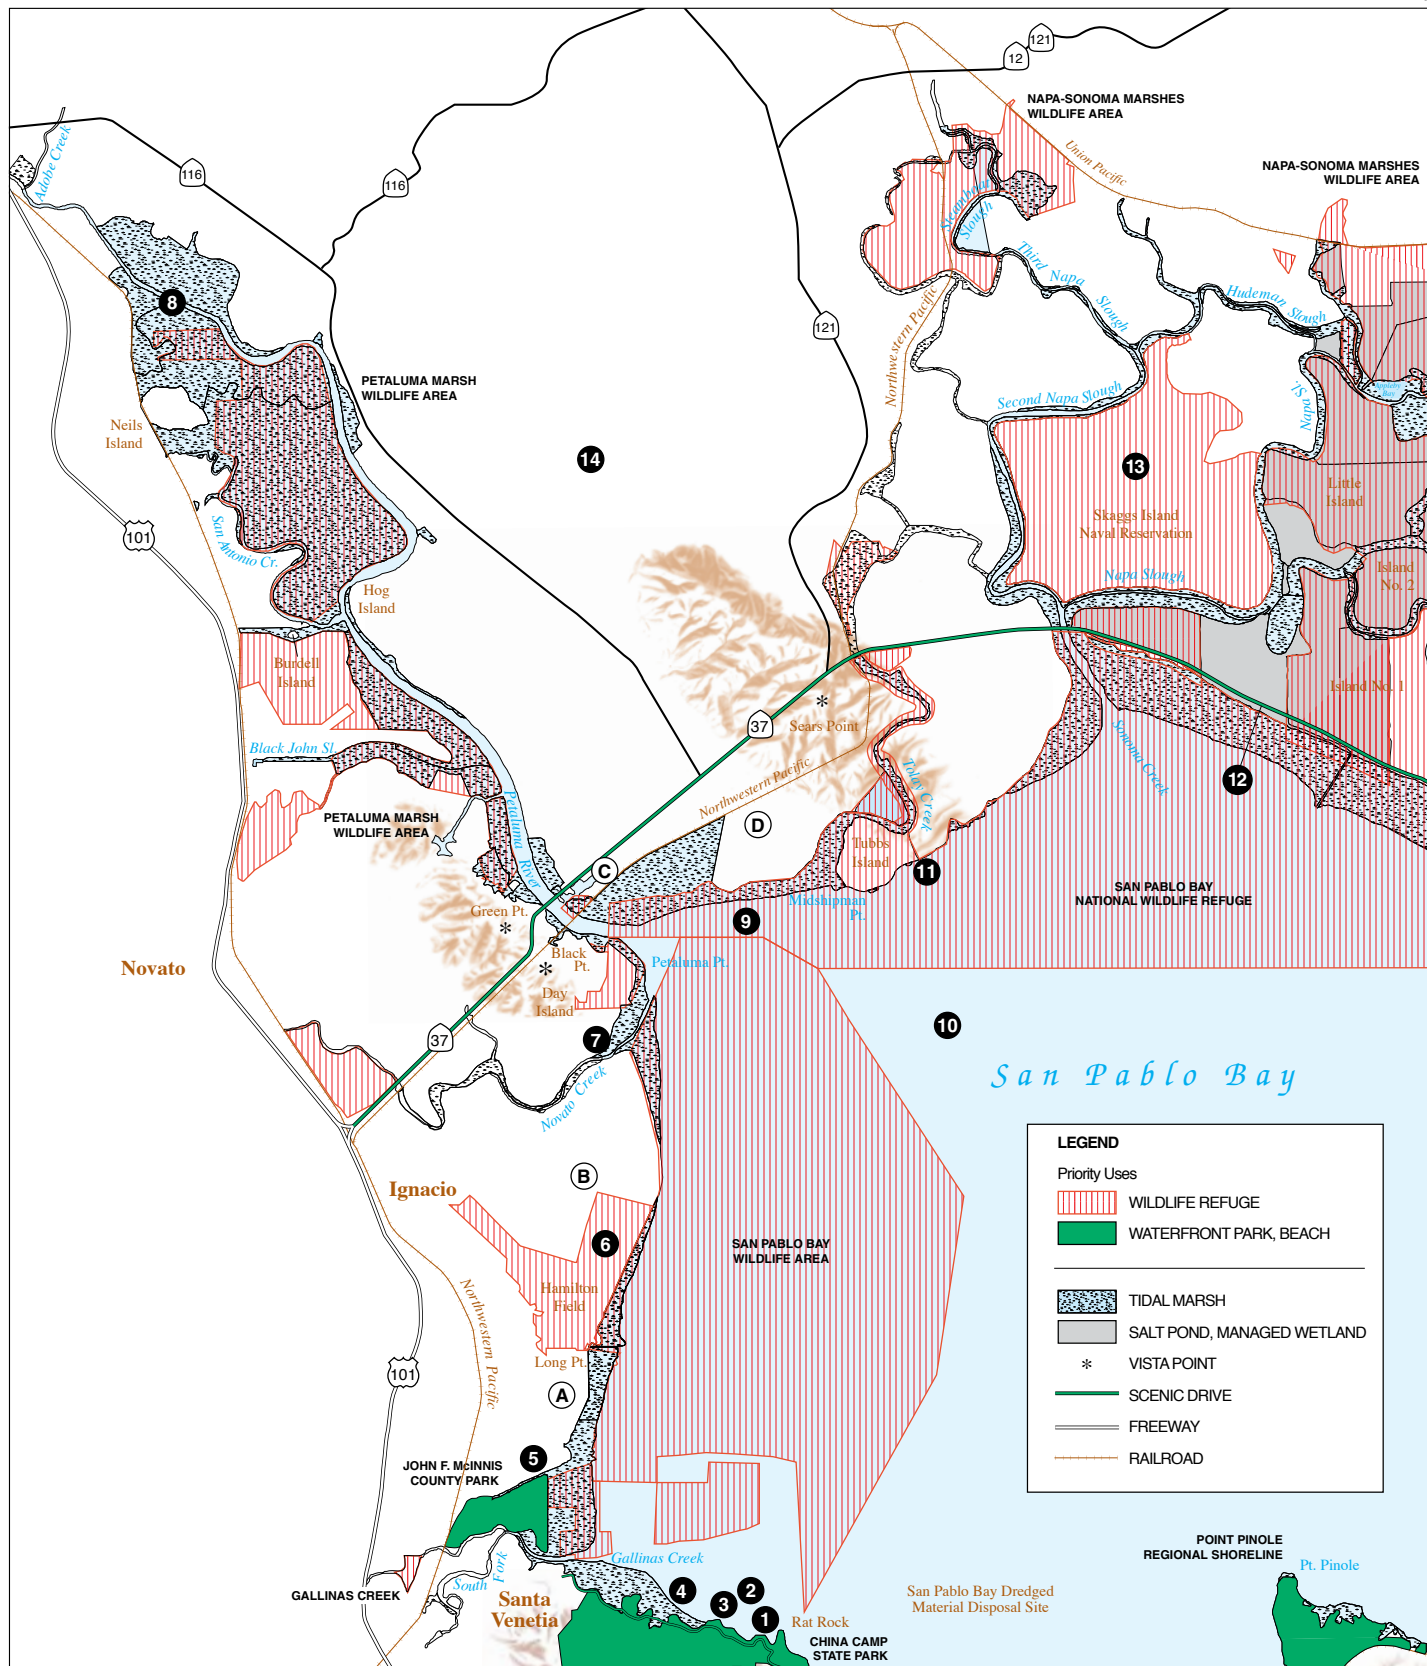 121
12
NAPA-SONOMA MARSHES
WILDLIFE AREA
Union Pacific
NAPA-SONOMA MARSHES
WILDLIFE AREA
Adobe Creek
116
116
Steamboat
Slough
Third Napa Slough
Hudeman Slough
8
121
Northwestern Pacific
PETALUMA MARSH
WILDLIFE AREA
Appleby
Bay
Second Napa Slough
Napa Sl.
Neils
Island
14
13
Little
Island
101
San Antonio Cr.
Skaggs Island
Naval Reservation
Napa Slough
Island
No. 2
Hog
Island
Burdell
Island
Island No. 1
Sears Point
37
Black John Sl.
Sonoma Creek
12
Northwestern Pacific
Tolay Creek
Petaluma River
PETALUMA MARSH
WILDLIFE AREA
D
Tubbs
Island
11
C
SAN PABLO BAY
NATIONAL WILDLIFE REFUGE
Midshipman
Pt.
9
Green Pt.
Black
Pt.
Petaluma Pt.
Novato
Day
Island
10
37
7
San Pablo Bay
Novato Creek
LEGEND
Priority Uses
WILDLIFE REFUGE
WATERFRONT PARK, BEACH
TIDAL MARSH
SALT POND, MANAGED WETLAND
VISTA POINT
SCENIC DRIVE
FREEWAY
RAILROAD
B
Ignacio
6
SAN PABLO BAY
WILDLIFE AREA
Hamilton
Field
Northwestern Pacific
Long Pt.
101
A
5
JOHN F. McINNIS
COUNTY PARK
POINT PINOLE
REGIONAL SHORELINE
Pt. Pinole
Gallinas Creek
South Fork
GALLINAS CREEK
Santa
Venetia
4
3
2
1
Rat Rock
San Pablo Bay Dredged
Material Disposal Site
CHINA CAMP
STATE PARK